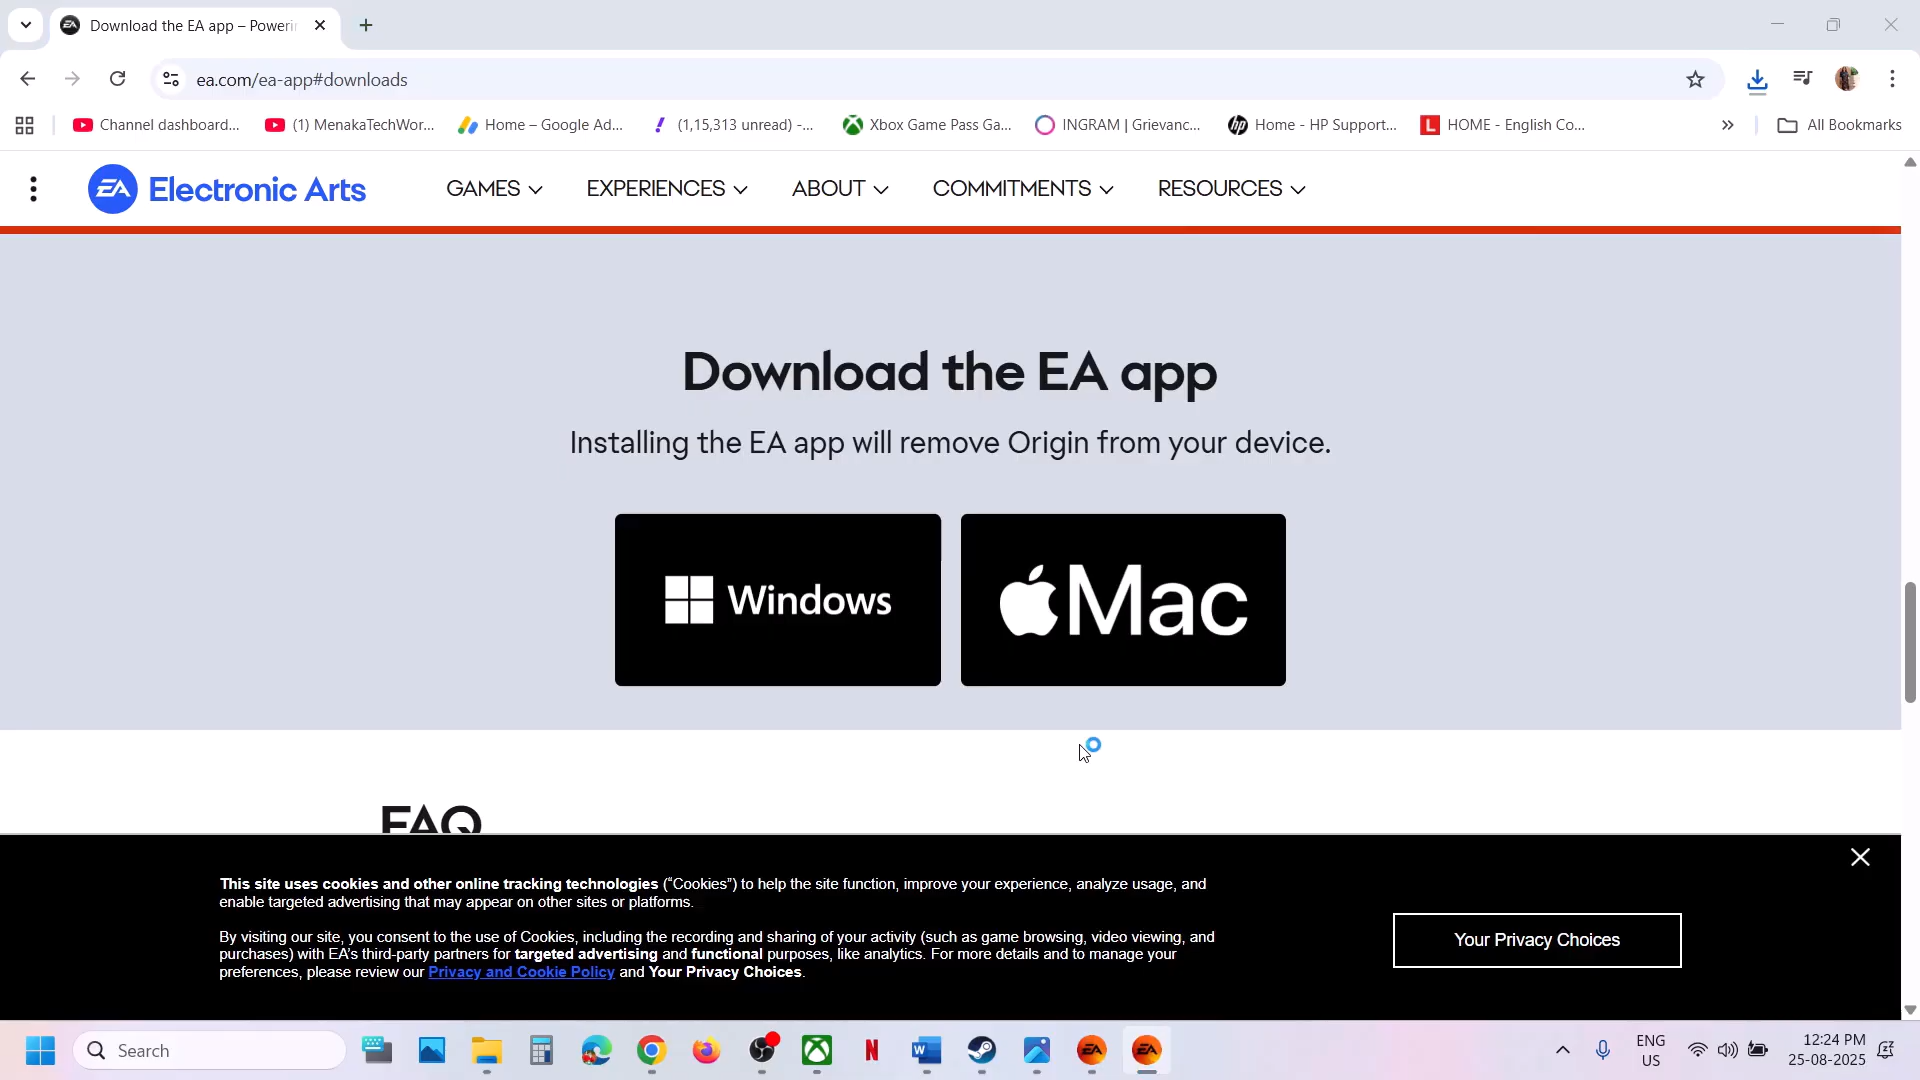 Download the EA app – Powerin
ea.com/ea-app#downloads
Channel dashboard...
(1) MenakaTechWor...
Home – Google Ad...
(1,15,313 unread) -...
Xbox Game Pass Ga...
INGRAM | Grievanc...
Home - HP Support...
HOME - English Co...
»
All Bookmarks
EA Electronic Arts
GAMES
EXPERIENCES
ABOUT
COMMITMENTS
RESOURCES
Download the EA app
Installing the EA app will remove Origin from your device.
Windows
Mac
FAQ
This site uses cookies and other online tracking technologies (“Cookies”) to help the site function, improve your experience, analyze usage, and
enable targeted advertising that may appear on other sites or platforms.
By visiting our site, you consent to the use of Cookies, including the recording and sharing of your activity (such as game browsing, video viewing, and
purchases) with EA's third-party partners for targeted advertising and functional purposes, like analytics. For more details and to manage your
preferences, please review our Privacy and Cookie Policy and Your Privacy Choices.
Your Privacy Choices
Search
ENG
US
12:24 PM
25-08-2025